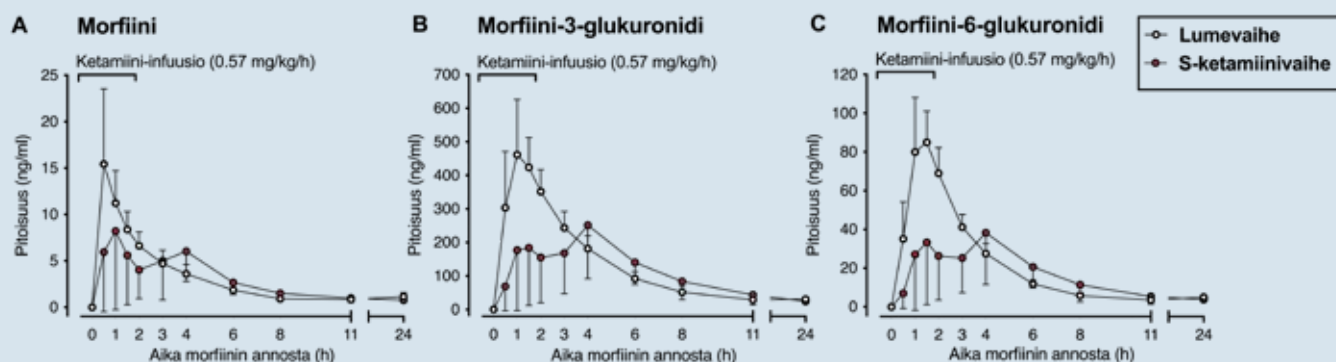 A Morfiini
Ketamiini-infuusio (0.57 mg/kg/h)
Pitoisuus (ng/ml)
25
20
15
10
5
0
0 1 2 3 4 6 8 11 24
B Morfiini-3-glukuronidi
Ketamiini-infuusio (0.57 mg/kg/h)
Pitoisuus (ng/ml)
700
600
500
400
300
200
100
0
0 1 2 3 4 6 8 11 24
Aika morfiinin annosta (h)
C Morfiini-6-glukuronidi
Ketamiini-infuusio (0.57 mg/kg/h)
Pitoisuus (ng/ml)
120
100
80
60
40
20
0
0 1 2 3 4 6 8 11 24
Aika morfiinin annosta (h)
Lumevaihe
S-ketamiinivaihe
Aika morfiinin annosta (h)